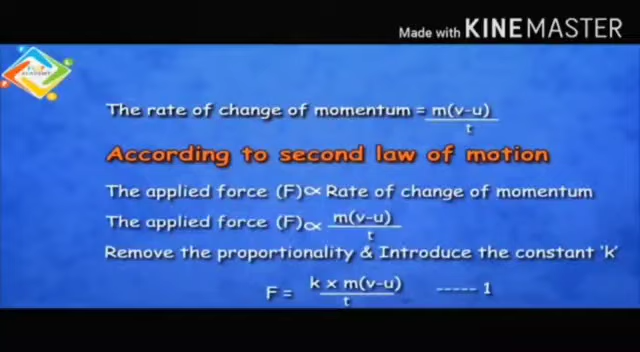 Made with KINEMASTER
The rate of change of momentum = m(v-u)
t
According to second law of motion
The applied force (F)∝ Rate of change of momentum
The applied force (F)∝ m(v-u)
t
Remove the proportionality & Introduce the constant 'k'
F = k x m(v-u) ----- 1
t